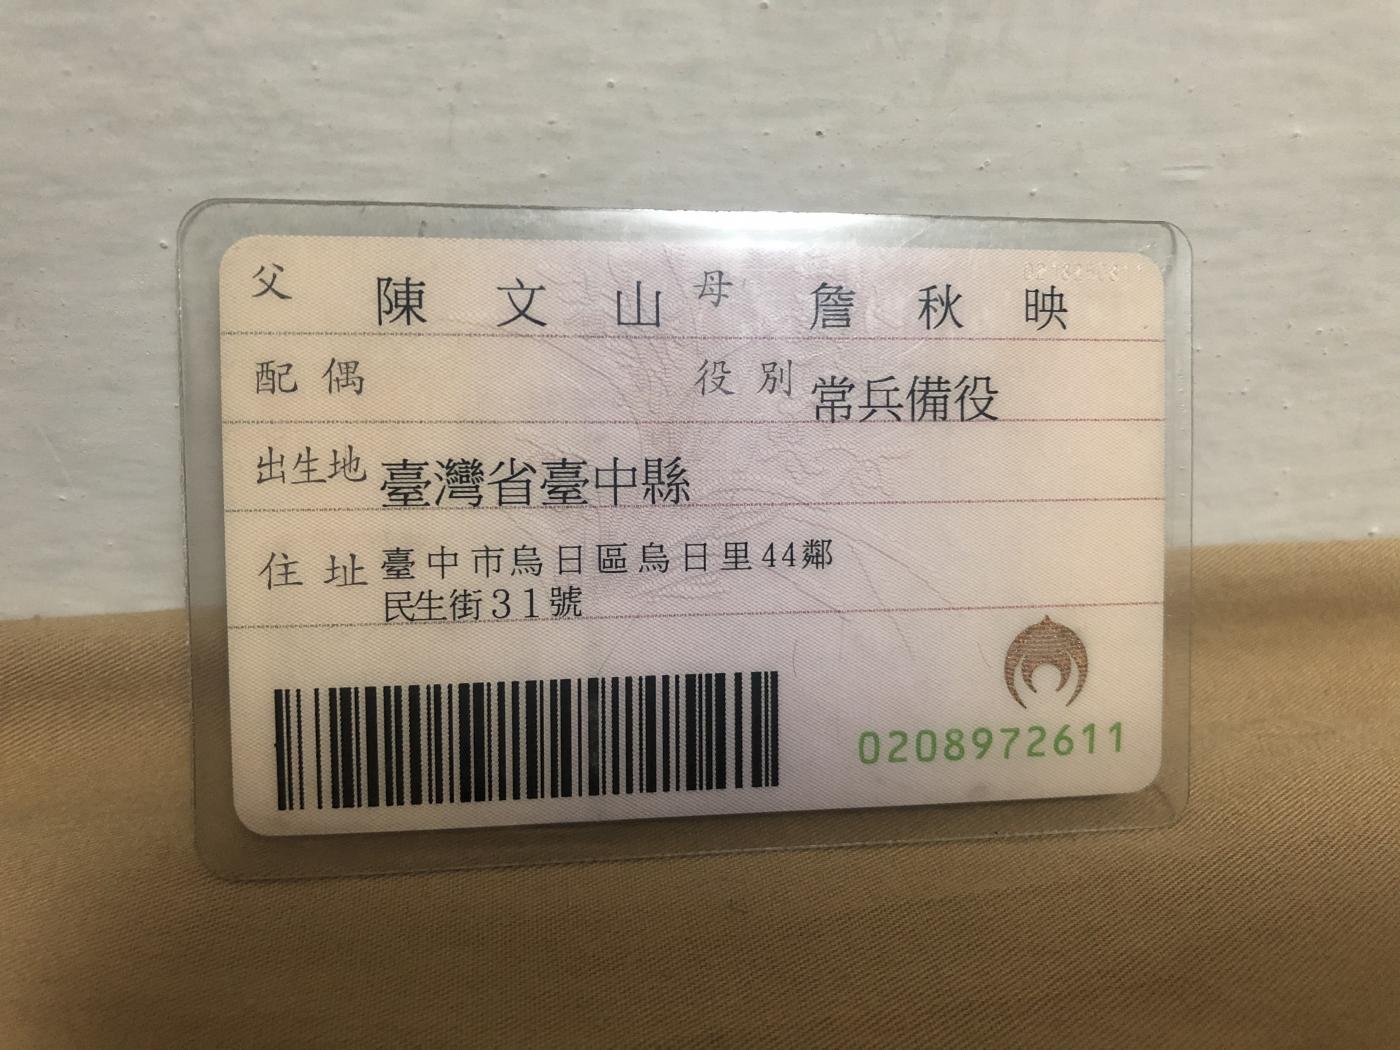 父 陳文山 母 詹秋映
配偶 役別 常兵備役
出生地 臺灣省臺中縣
住址 臺中市烏日區烏日里44鄰
民生街31號
0208972611